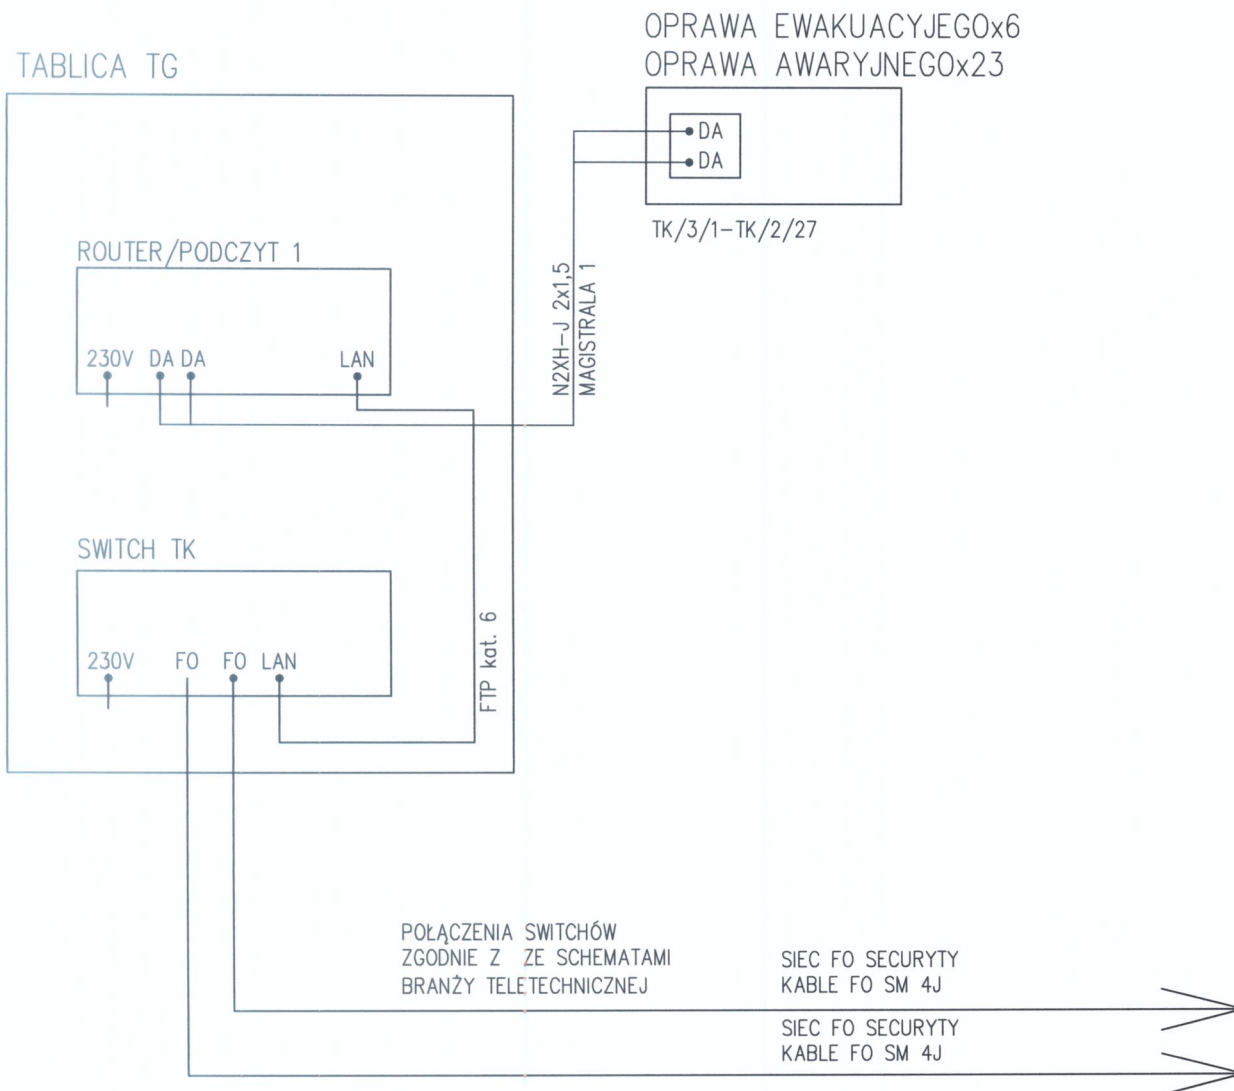 OPRAWA EWAKUACYJEGOx6
OPRAWA AWARYJNEGOx23
TABLICA TG
DA
DA
TK/3/1-TK/2/27
ROUTER/PODCZYT 1
230V DA DA LAN
N2XH-J 2x1,5
MAGISTRALA 1
SWITCH TK
230V FO FO LAN
FTP kat. 6
POŁĄCZENIA SWITCHÓW
ZGODNIE Z ZE SCHEMATAMI
BRANŻY TELETECHNICZNEJ
SIEC FO SECURYTY
KABLE FO SM 4J
SIEC FO SECURYTY
KABLE FO SM 4J